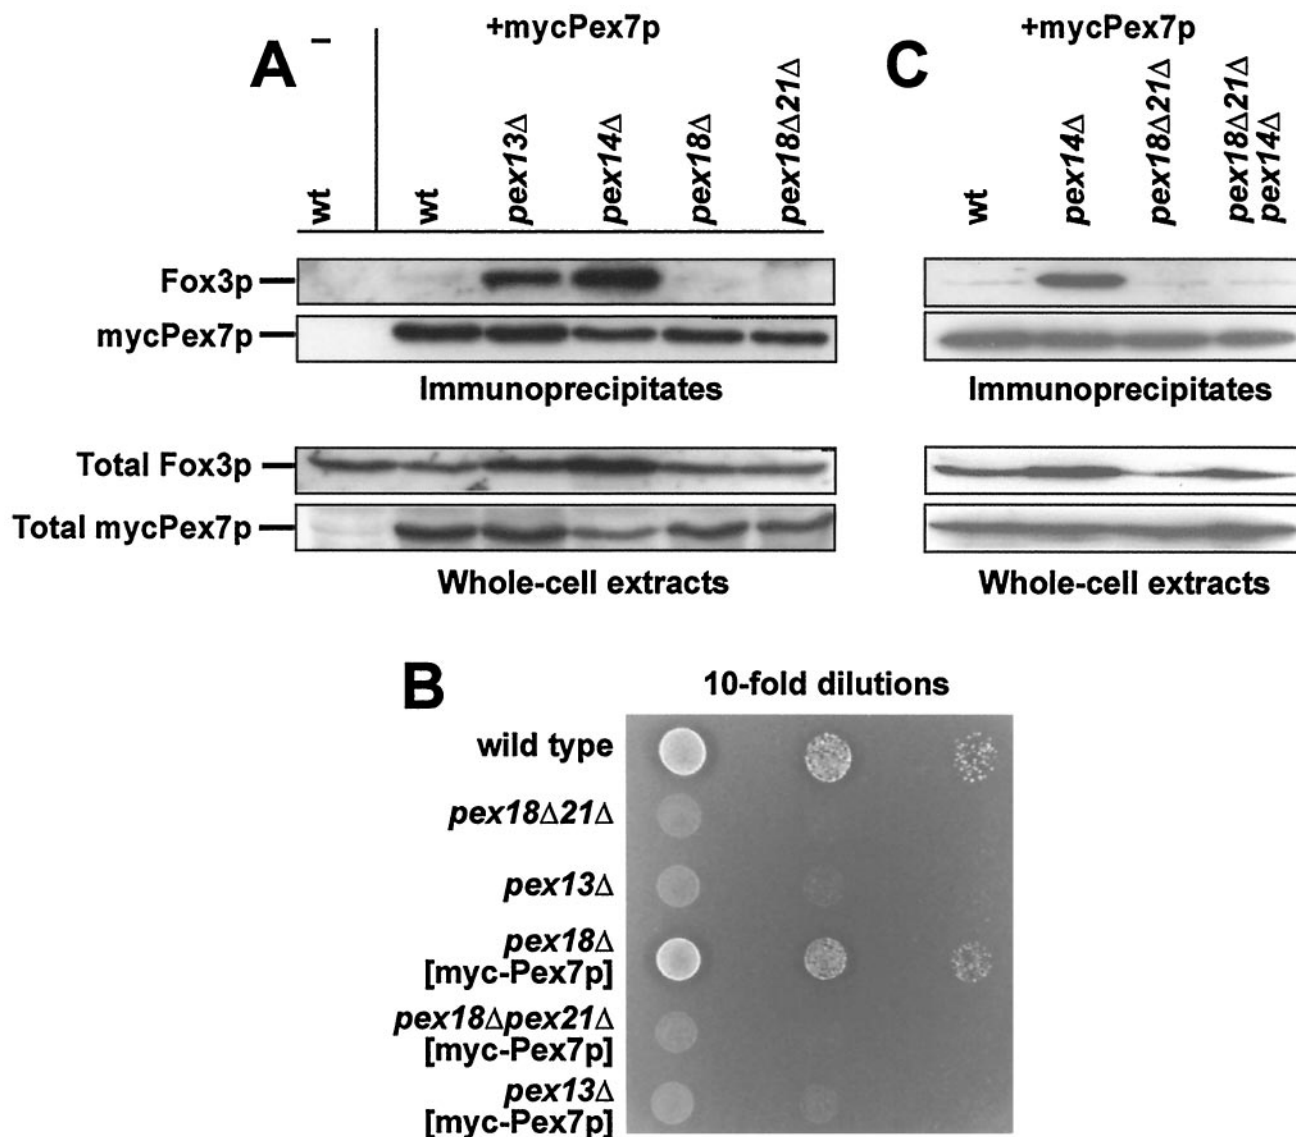 A
–
+mycPex7p
wt
wt
pex13Δ
pex14Δ
pex18Δ
pex18Δ21Δ
Fox3p
mycPex7p
Immunoprecipitates
Total Fox3p
Total mycPex7p
Whole-cell extracts
C
+mycPex7p
wt
pex14Δ
pex18Δ21Δ
pex18Δ21Δ
pex14Δ
Immunoprecipitates
Whole-cell extracts
B
10-fold dilutions
wild type
pex18Δ21Δ
pex13Δ
pex18Δ
[myc-Pex7p]
pex18Δpex21Δ
[myc-Pex7p]
pex13Δ
[myc-Pex7p]